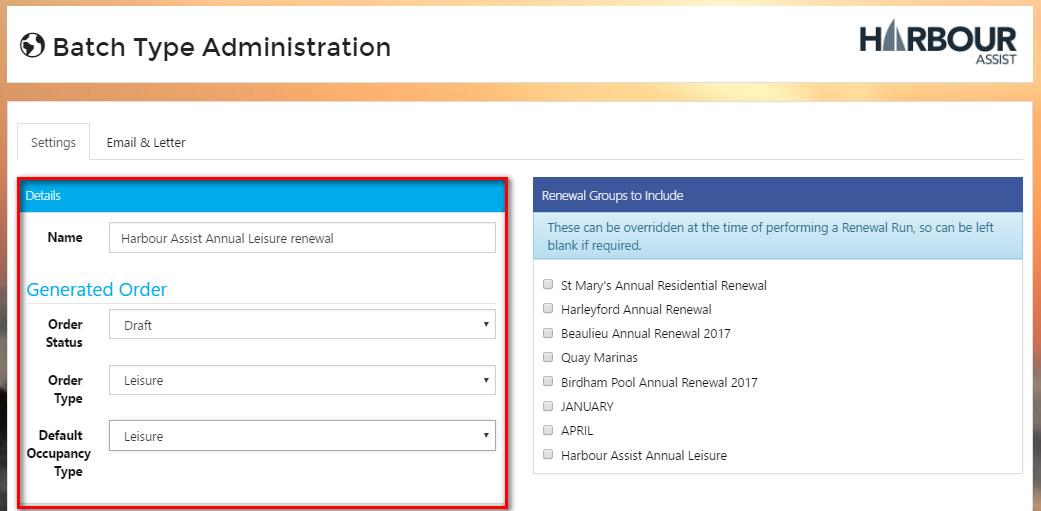 Batch Type Administration
HARBOUR
ASSIST
Settings
Email & Letter
Details
Name
Harbour Assist Annual Leisure renewal
Generated Order
Order
Status
Draft
Order
Type
Leisure
Default
Occupancy
Type
Leisure
Renewal Groups to Include
These can be overridden at the time of performing a Renewal Run, so can be left
blank if required.
St Mary's Annual Residential Renewal
Harleyford Annual Renewal
Beaulieu Annual Renewal 2017
Quay Marinas
Birdham Pool Annual Renewal 2017
JANUARY
APRIL
Harbour Assist Annual Leisure